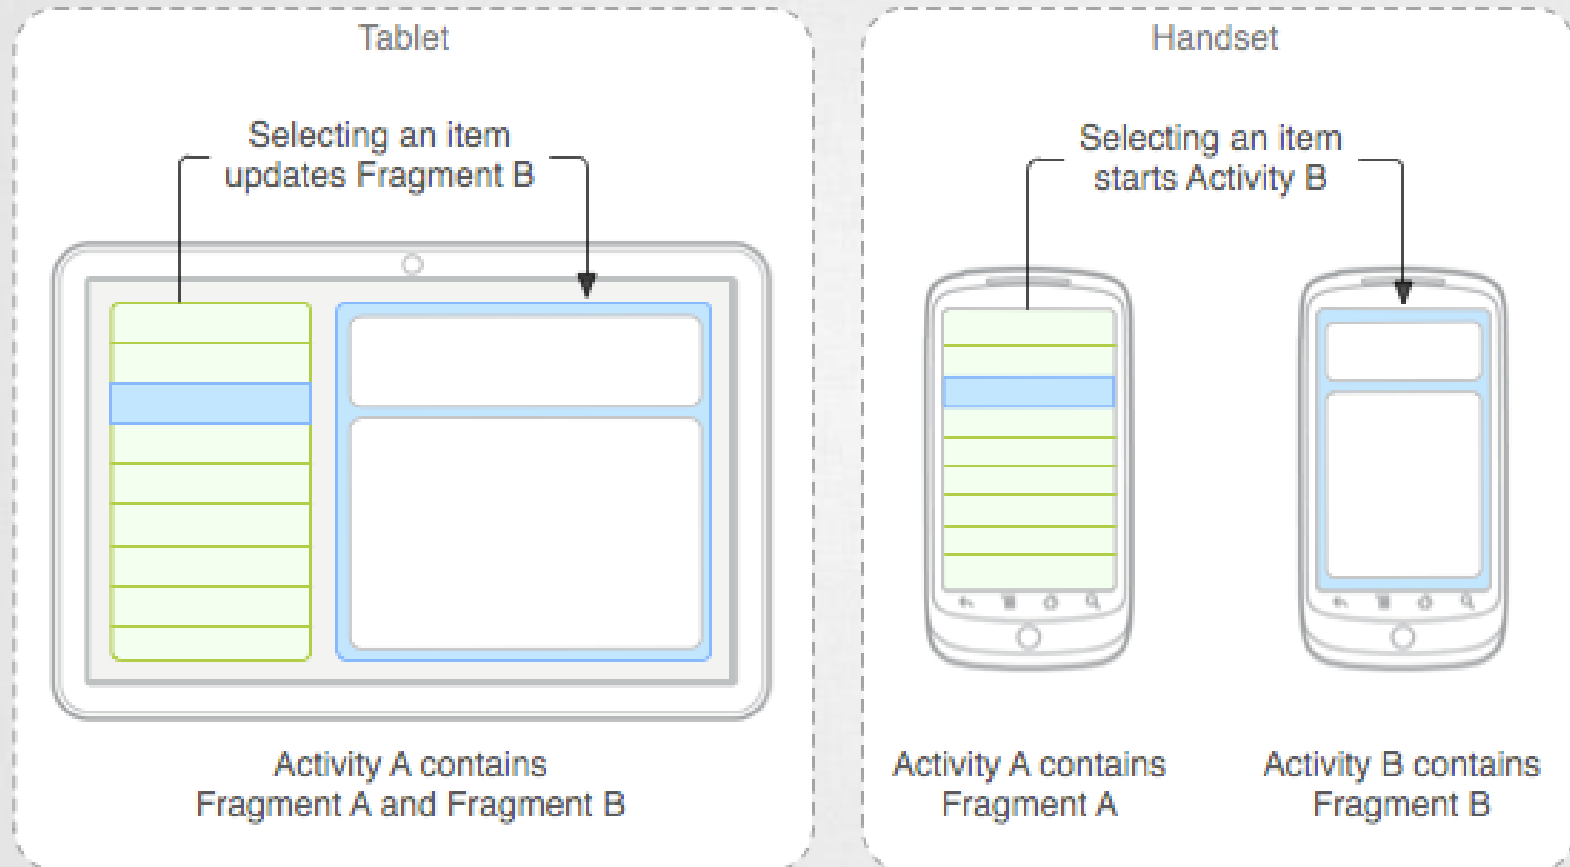 Tablet
Selecting an item
updates Fragment B
Activity A contains
Fragment A and Fragment B
Handset
Selecting an item
starts Activity B
Activity A contains
Fragment A
Activity B contains
Fragment B